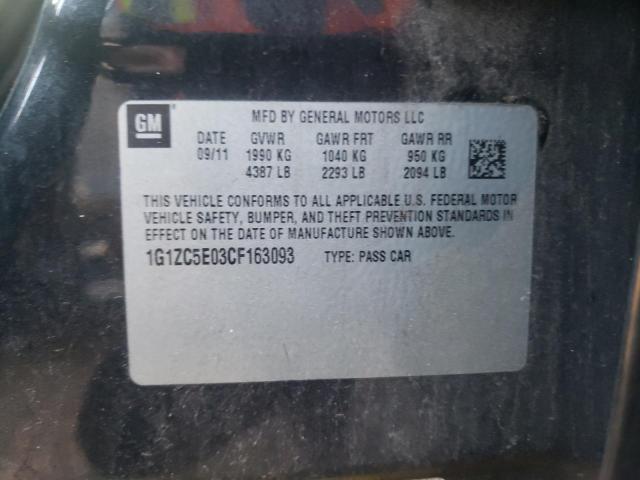 GM
MFD BY GENERAL MOTORS LLC
DATE GVWR GAWR FRT GAWR RR
09/11 1990 KG 1040 KG 950 KG
4387 LB 2293 LB 2094 LB
THIS VEHICLE CONFORMS TO ALL APPLICABLE U.S. FEDERAL MOTOR
VEHICLE SAFETY, BUMPER, AND THEFT PREVENTION STANDARDS IN
EFFECT ON THE DATE OF MANUFACTURE SHOWN ABOVE.
1G1ZC5E03CF163093 TYPE: PASS CAR